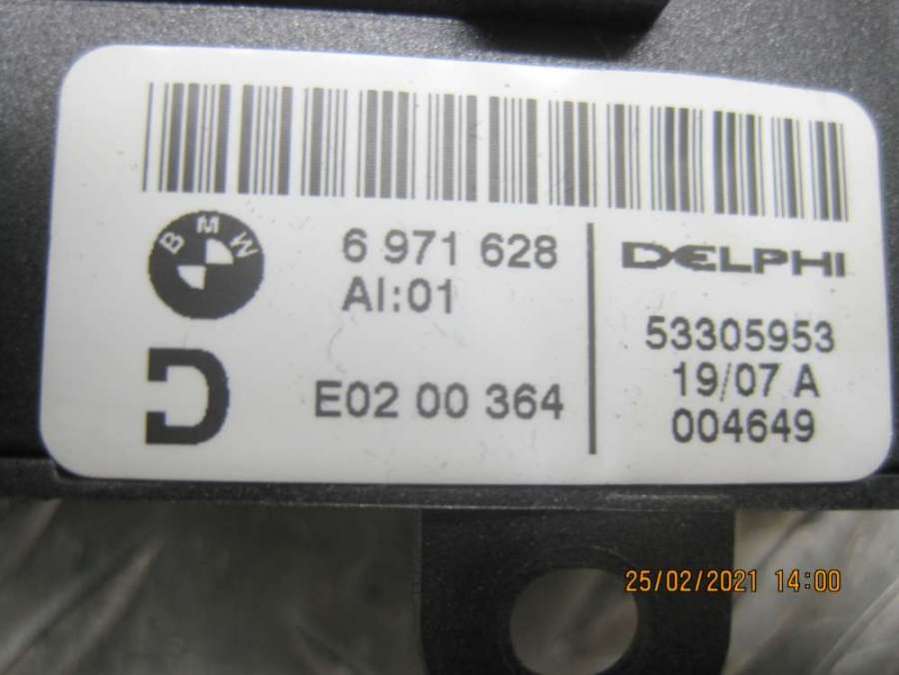 BMW
6 971 628
AI:01
D
E02 00 364
DELPHI
53305953
19/07 A
004649
25/02/2021 14:00